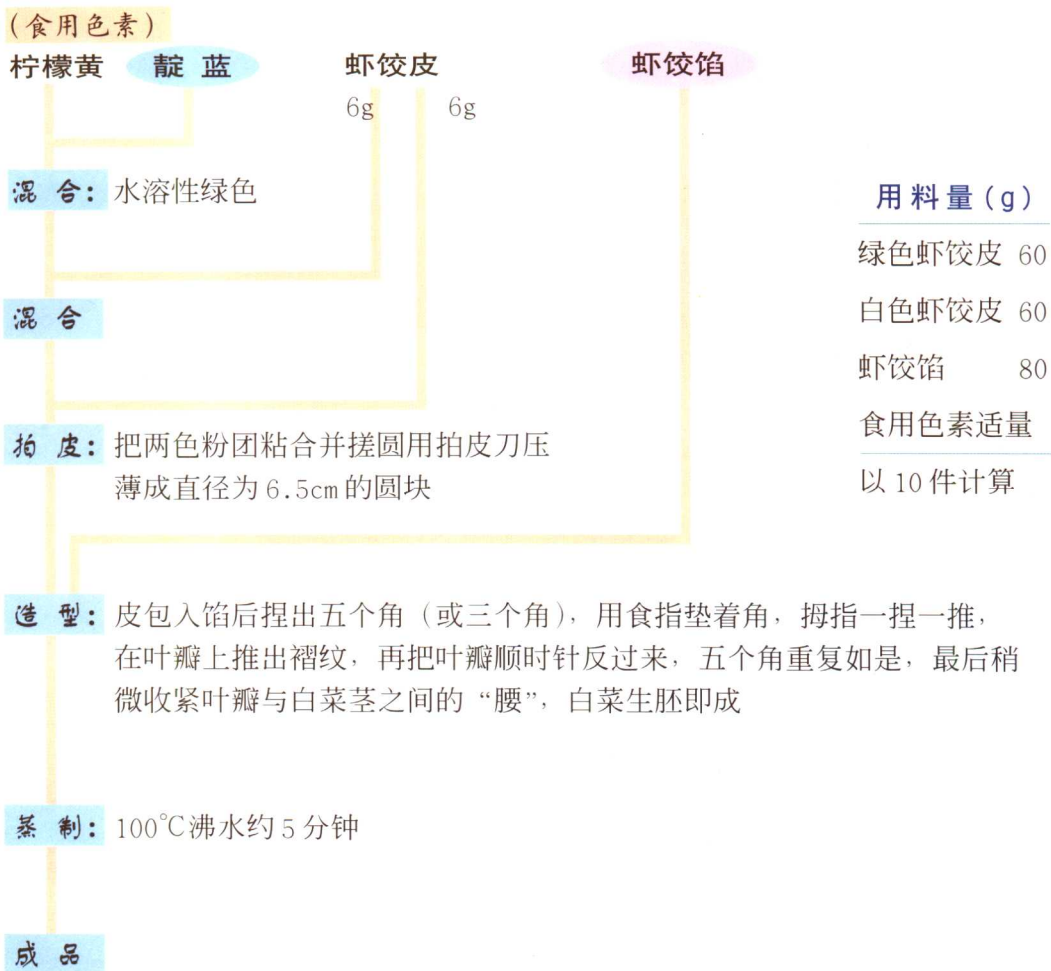 (食用色素)
柠檬黄 靛蓝 虾饺皮 虾饺馅
6g 6g
混合：水溶性绿色
混合
拍皮：把两色粉团粘合并搓圆用拍皮刀压
薄成直径为6.5cm的圆块
造型：皮包入馅后捏出五个角（或三个角），用食指垫着角，拇指一捏一推，
在叶瓣上推出褶纹，再把叶瓣顺时针反过来，五个角重复如是，最后稍
微收紧叶瓣与白菜茎之间的“腰”，白菜生胚即成
蒸制：100℃沸水约5分钟
成品
用料量(g)
绿色虾饺皮 60
白色虾饺皮 60
虾饺馅 80
食用色素适量
以10件计算